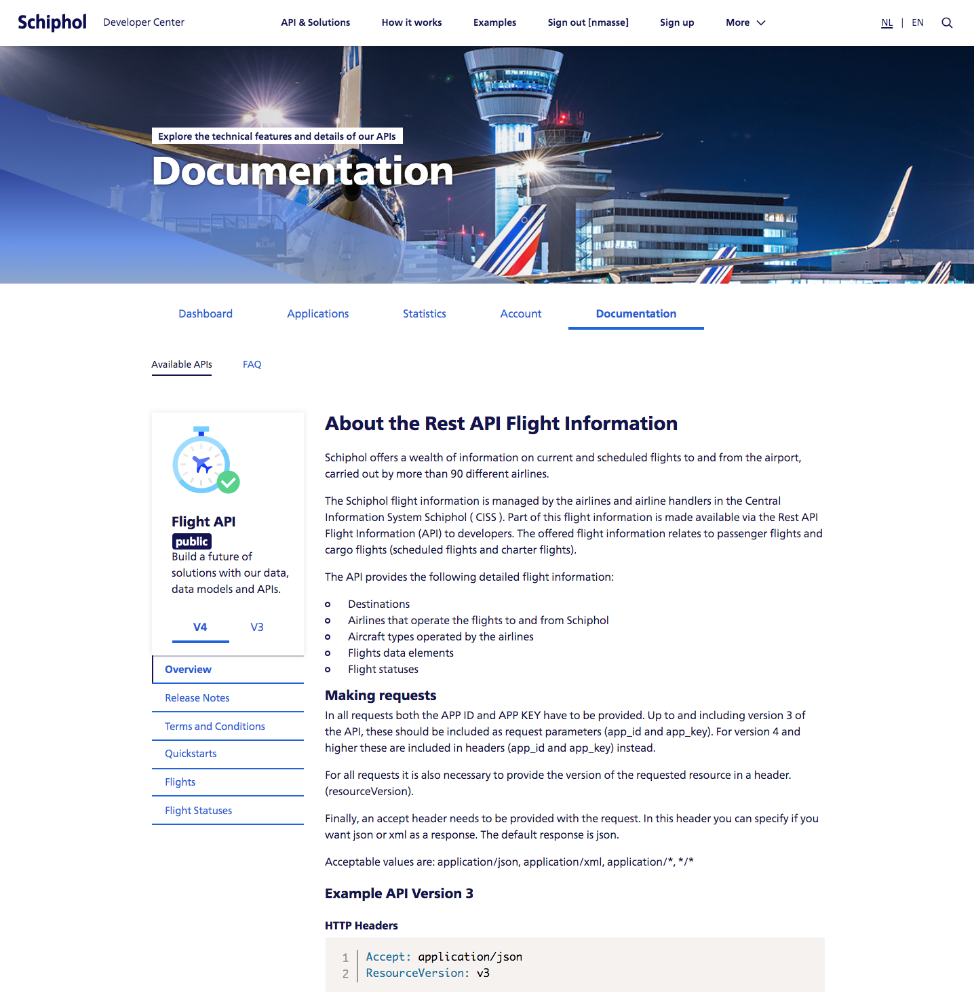 Schiphol Developer Center API & Solutions How it works Examples Sign out [nmasse] Sign up More NL | EN
Explore the technical features and details of our APIs
Documentation
KLM
Dashboard Applications Statistics Account Documentation
Available APIs FAQ
Flight API
public
Build a future of
solutions with our data,
data models and APIs.
V4 V3
Overview
Release Notes
Terms and Conditions
Quickstarts
Flights
Flight Statuses
About the Rest API Flight Information
Schiphol offers a wealth of information on current and scheduled flights to and from the airport,
carried out by more than 90 different airlines.
The Schiphol flight information is managed by the airlines and airline handlers in the Central
Information System Schiphol ( CISS ). Part of this flight information is made available via the Rest API
Flight Information (API) to developers. The offered flight information relates to passenger flights and
cargo flights (scheduled flights and charter flights).
The API provides the following detailed flight information:
Destinations
Airlines that operate the flights to and from Schiphol
Aircraft types operated by the airlines
Flights data elements
Flight statuses
Making requests
In all requests both the APP ID and APP KEY have to be provided. Up to and including version 3 of
the API, these should be included as request parameters (app_id and app_key). For version 4 and
higher these are included in headers (app_id and app_key) instead.
For all requests it is also necessary to provide the version of the requested resource in a header.
(resourceVersion).
Finally, an accept header needs to be provided with the request. In this header you can specify if you
want json or xml as a response. The default response is json.
Acceptable values are: application/json, application/xml, application/*, */*
Example API Version 3
HTTP Headers
1 Accept: application/json
2 ResourceVersion: v3